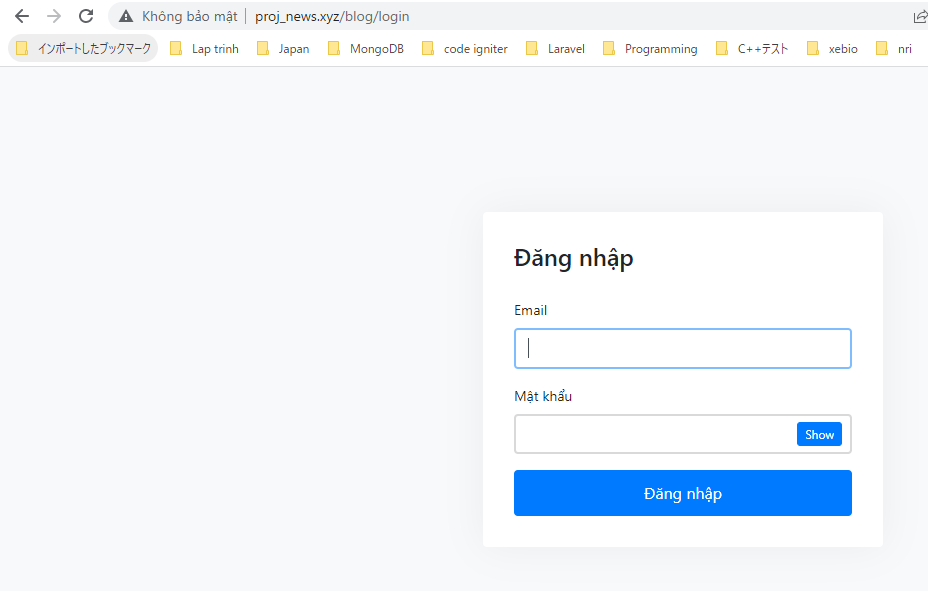 Không bảo mật proj_news.xyz/blog/login
インポートしたブックマーク Lap trinh Japan MongoDB code igniter Laravel Programming C++テスト xebio nri
Đăng nhập
Email
Mật khẩu
Show
Đăng nhập